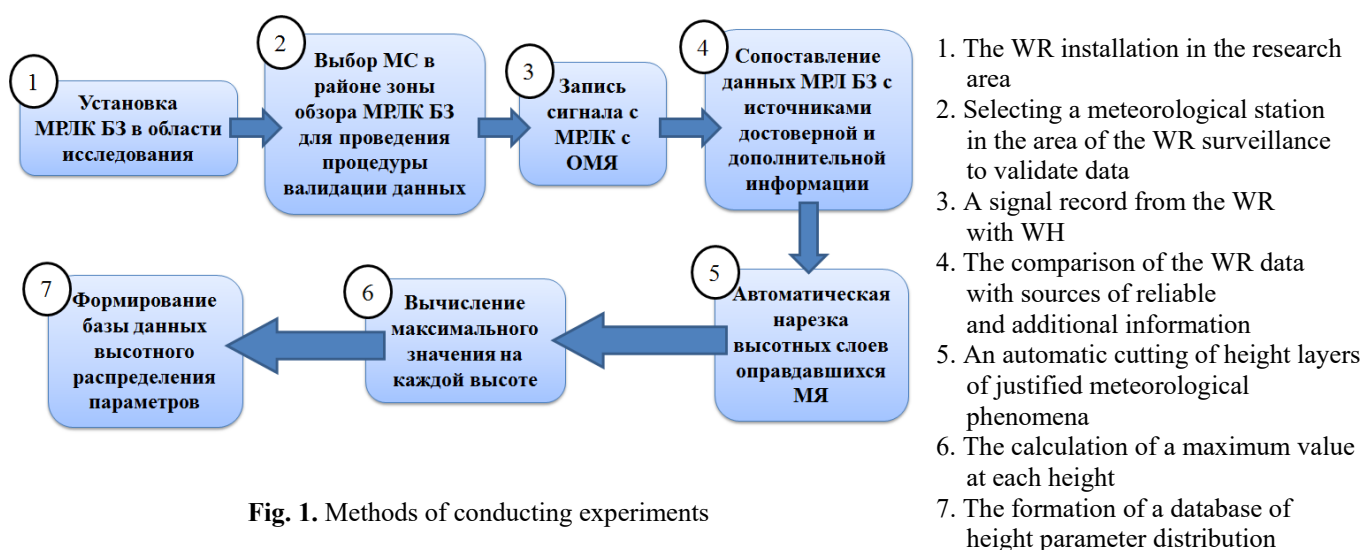 1
Установка
МРЛК БЗ в области
исследования
2
Выбор МС в
районе зоны
обзора МРЛК БЗ
для проведения
процедуры
валидации данных
3
Запись
сигнала с
МРЛК с
ОМЯ
4
Сопоставление
данных МРЛ БЗ с
источниками
достоверной и
дополнительной
информации
5
Автоматическая
нарезка
высотных слоев
оправдавшихся
МЯ
6
Вычисление
максимального
значения на
каждой высоте
7
Формирование
базы данных
высотного
распределения
параметров
Fig. 1. Methods of conducting experiments
1. The WR installation in the research
area
2. Selecting a meteorological station
in the area of the WR surveillance
to validate data
3. A signal record from the WR
with WH
4. The comparison of the WR data
with sources of reliable
and additional information
5. An automatic cutting of height layers
of justified meteorological
phenomena
6. The calculation of a maximum value
at each height
7. The formation of a database of
height parameter distribution